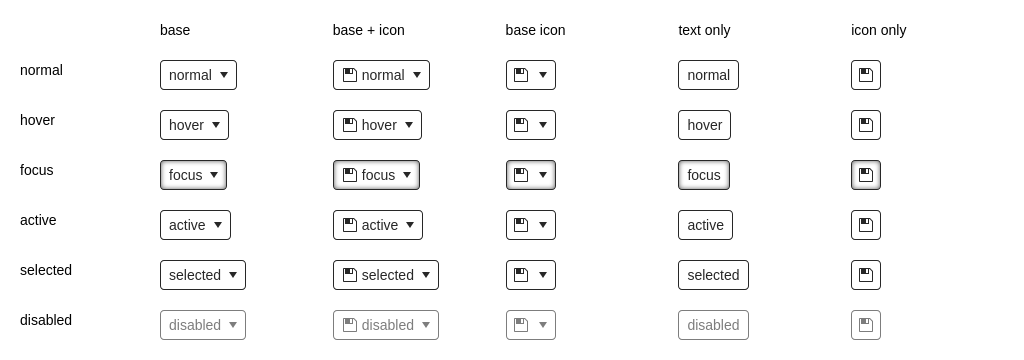 base base + icon base icon text only icon only
normal normal normal normal
hover hover hover hover
focus focus focus focus
active active active active
selected selected selected selected
disabled disabled disabled disabled